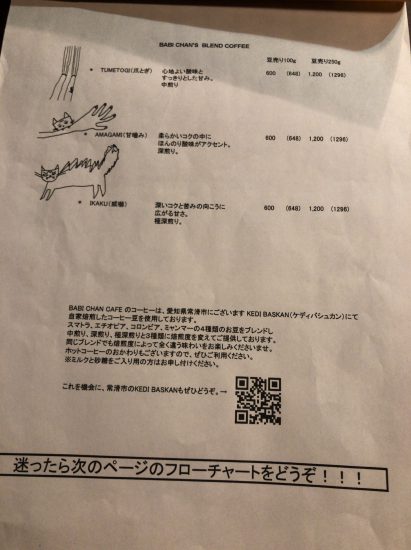 BABI CHAN'S BLEND COFFEE
豆売り100g 豆売り250g
* TUMETOGI(爪とぎ) 心地よい酸味と 600 (648) 1,200 (1296)
すっきりとした甘み。
中煎り
* AMAGAMI(甘噛み) 柔らかいコクの中に 600 (648) 1,200 (1296)
ほんのり酸味がアクセント。
深煎り。
* IKAKU(威嚇) 深いコクと苦みの向こうに 600 (648) 1,200 (1296)
広がる甘さ。
極深煎り。
BABI CHAN CAFE のコーヒーは、愛知県常滑市にございます KEDI BASKAN(ケディバシュカン)にて
自家焙煎したコーヒー豆を使用しております。
スマトラ、エチオピア、コロンビア、ミャンマーの4種類のお豆をブレンドし
中煎り、深煎り、極深煎りと3種類に焙煎度を変えてご提供しております。
同じブレンドでも焙煎度によって全く違う味わいをお楽しみくださいませ。
ホットコーヒーのおかわりもございますので、ぜひご利用ください。
※ミルクと砂糖をご入り用の方はお申し付けください。
これを機会に、常滑市のKEDI BASKANもぜひどうぞ。→
迷ったら次のページのフローチャートをどうぞ!!!